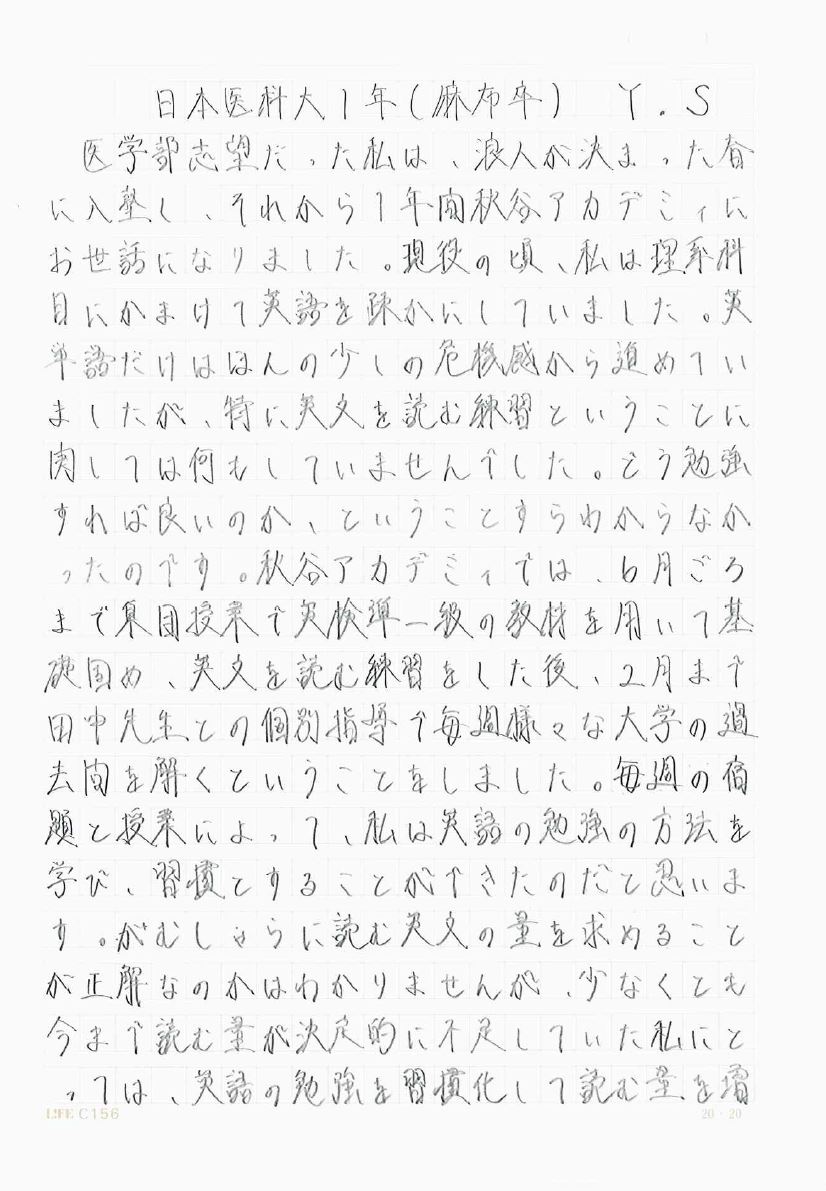 日本医科大1年(麻布卒) Y.S
医学部志望だった私は、浪人が決まった春
に入塾し、それから1年間秋谷アカデミィに
お世話になりました。現役の頃、私は理系科
目にかまけて英語を疎かにしていました。英
単語だけはほんの少しの危機感から進めてい
ましたが、特に英文を読む練習ということに
関しては何もしていませんでした。どう勉強
すれば良いのか、ということすらわからなか
ったのです。秋谷アカデミィでは、6月ごろ
まで集団授業で英検準一級の教材を用いて基
礎固め、英文を読む練習をした後、2月まで
田中先生との個別指導で毎週様々な大学の過
去問を解くということをしました。毎週の宿
題と授業によって、私は英語の勉強の方法を
学び、習慣とすることができたのだと思いま
す。がむしゃらに読む英文の量を求めること
が正解なのかはわかりませんが、少なくとも
今まで読む量が決定的に不足していた私にと
っては、英語の勉強を習慣化して読む量を増
LIFE C156
20・20